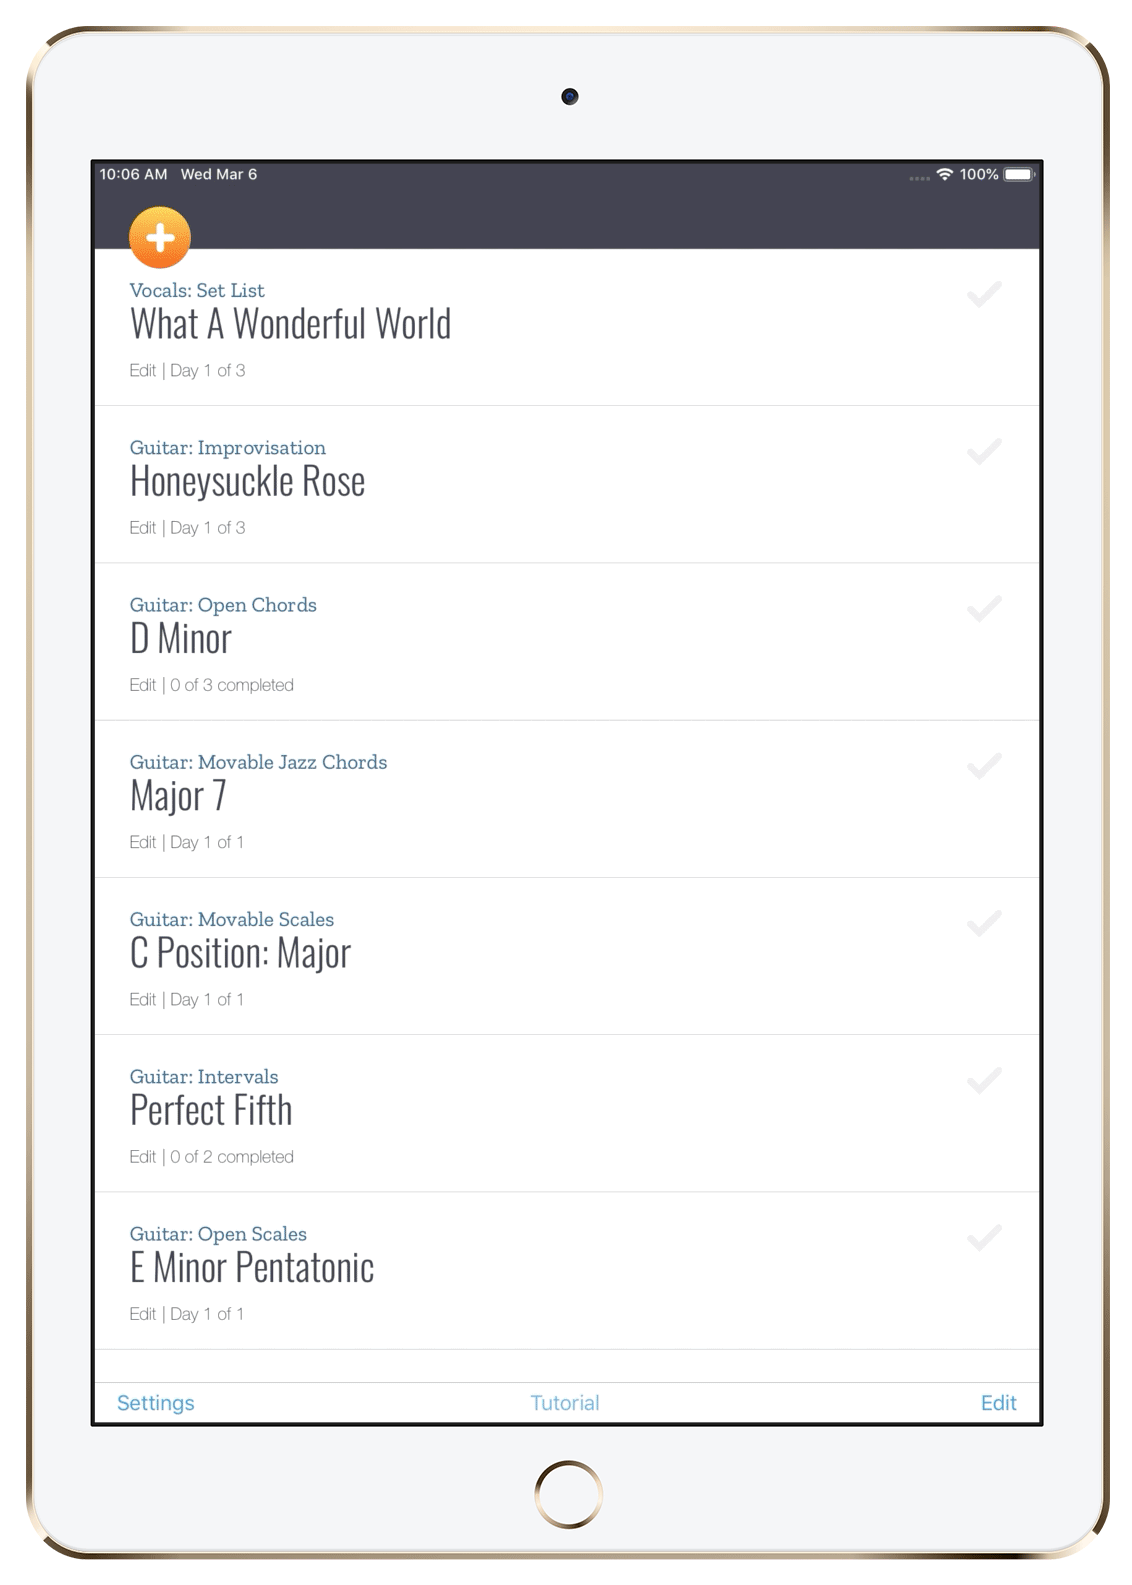 10:06 AM Wed Mar 6 100%
Vocals: Set List
What A Wonderful World
Edit | Day 1 of 3
Guitar: Improvisation
Honeysuckle Rose
Edit | Day 1 of 3
Guitar: Open Chords
D Minor
Edit | 0 of 3 completed
Guitar: Movable Jazz Chords
Major 7
Edit | Day 1 of 1
Guitar: Movable Scales
C Position: Major
Edit | Day 1 of 1
Guitar: Intervals
Perfect Fifth
Edit | 0 of 2 completed
Guitar: Open Scales
E Minor Pentatonic
Edit | Day 1 of 1
Settings Tutorial Edit